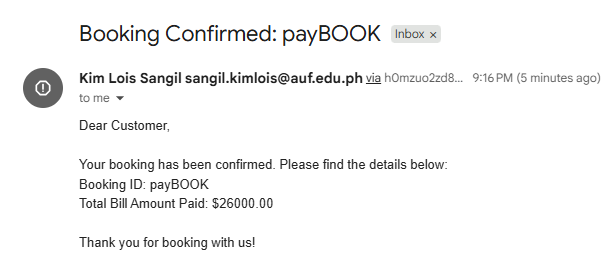 Booking Confirmed: payBOOK Inbox ×
Kim Lois Sangil sangil.kimlois@auf.edu.ph via h0mzuo2zd8... 9:16 PM (5 minutes ago)
to me
Dear Customer,
Your booking has been confirmed. Please find the details below:
Booking ID: payBOOK
Total Bill Amount Paid: $26000.00
Thank you for booking with us!